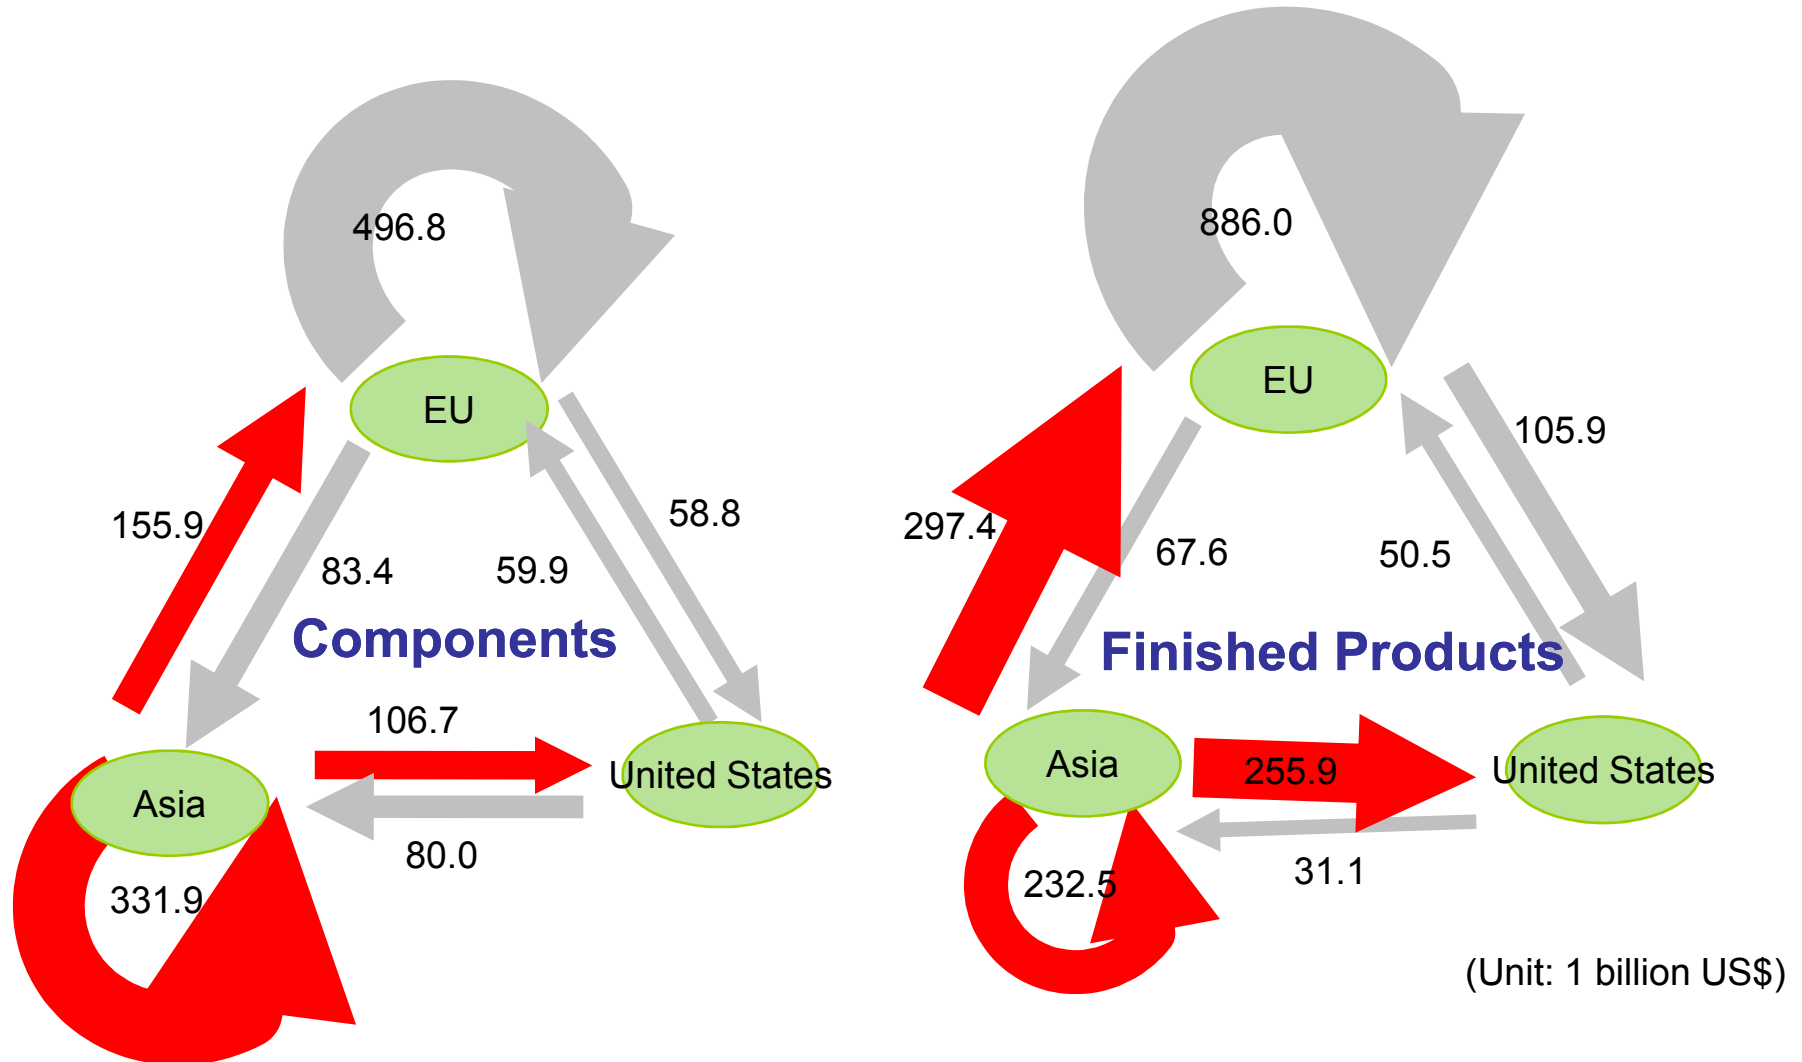 496.8
EU
155.9
83.4
59.9
58.8
Components
106.7
Asia
United States
80.0
331.9
886.0
EU
105.9
297.4
67.6
50.5
Finished Products
Asia
255.9
United States
232.5
31.1
(Unit: 1 billion US$)